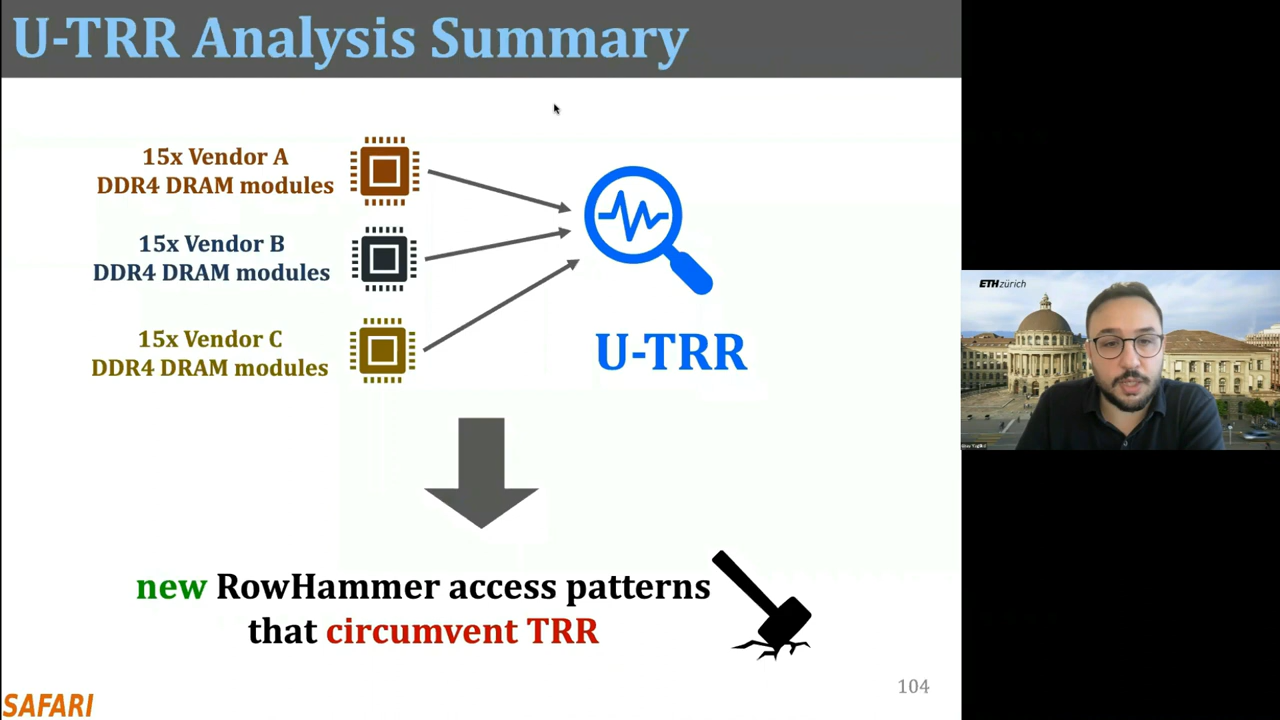 U-TRR Analysis Summary
15x Vendor A
DDR4 DRAM modules
15x Vendor B
DDR4 DRAM modules
15x Vendor C
DDR4 DRAM modules
U-TRR
new RowHammer access patterns
that circumvent TRR
104
SAFARI
ETH zürich